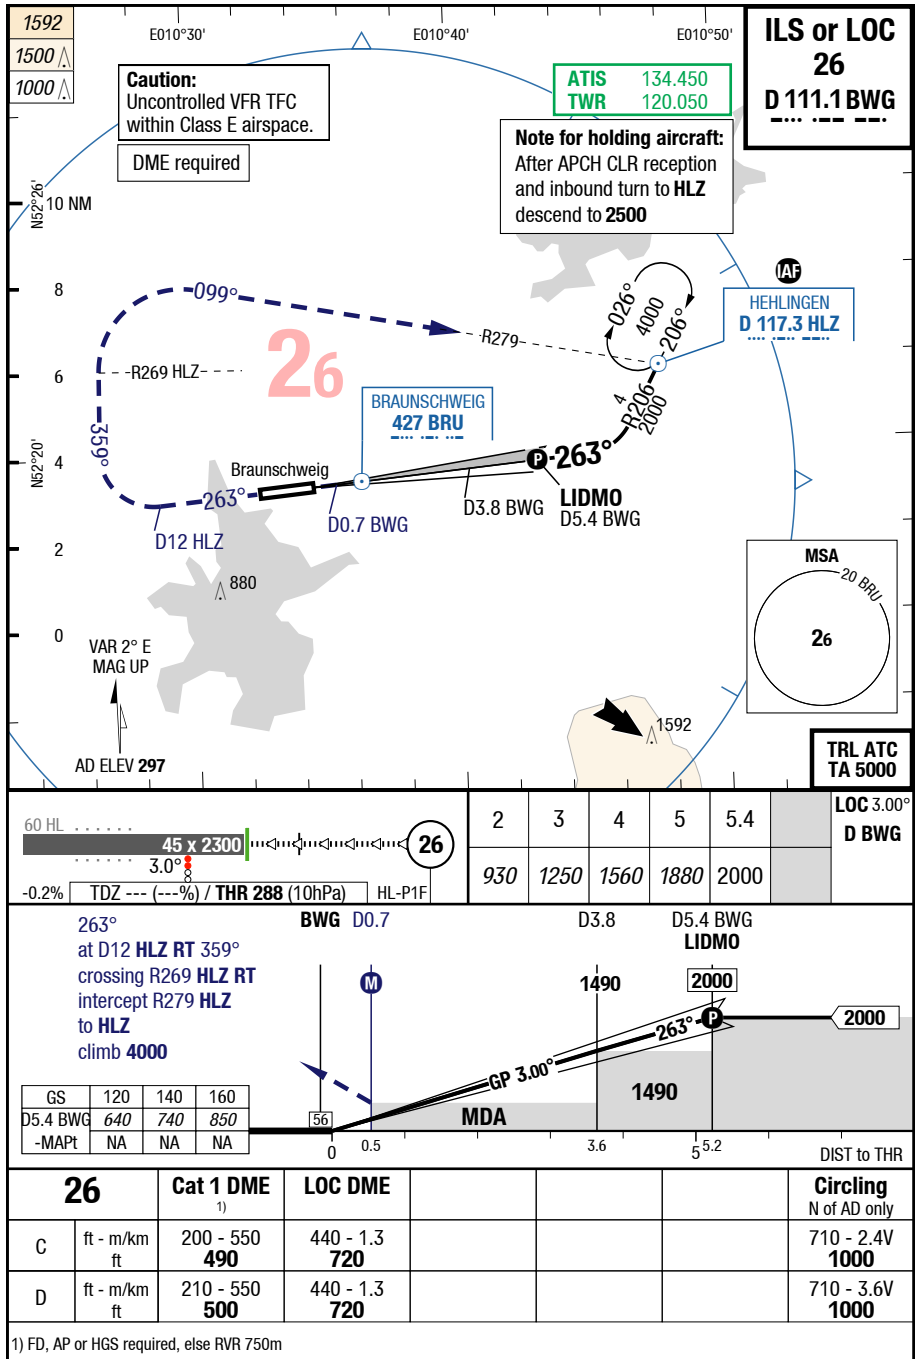 1592
1500
1000
E010°30'
E010°40'
E010°50'
ILS or LOC
26
D 111.1 BWG
Caution:
Uncontrolled VFR TFC
within Class E airspace.
DME required
ATIS 134.450
TWR 120.050
Note for holding aircraft:
After APCH CLR reception
and inbound turn to HLZ
descend to 2500
N52°26'
10 NM
8
6
4
2
0
N52°20'
IAF
HEHLINGEN
D 117.3 HLZ
099°
R279
026°
4000
206°
R269 HLZ
26
4
R206
2000
BRAUNSCHWEIG
427 BRU
359°
Braunschweig
263°
P
263°
LIDMO
D5.4 BWG
D3.8 BWG
D0.7 BWG
D12 HLZ
880
MSA
20 BRU
26
VAR 2° E
MAG UP
AD ELEV 297
1592
TRL ATC
TA 5000
60 HL
45 x 2300
26
3.0°
-0.2%
TDZ --- (---%) / THR 288 (10hPa)
HL-P1F
2 3 4 5 5.4
930 1250 1560 1880 2000
LOC 3.00°
D BWG
263°
at D12 HLZ RT 359°
crossing R269 HLZ RT
intercept R279 HLZ
to HLZ
climb 4000
BWG D0.7 D3.8 D5.4 BWG
LIDMO
M
1490
2000
P
2000
263°
GP 3.00°
1490
MDA
56
GS 120 140 160
D5.4 BWG 640 740 850
-MAPt NA NA NA
0 0.5 3.6 5 5.2 DIST to THR
26 Cat 1 DME LOC DME Circling
1) N of AD only
C ft - m/km 200 - 550 440 - 1.3 710 - 2.4V
ft 490 720 1000
D ft - m/km 210 - 550 440 - 1.3 710 - 3.6V
ft 500 720 1000
1) FD, AP or HGS required, else RVR 750m